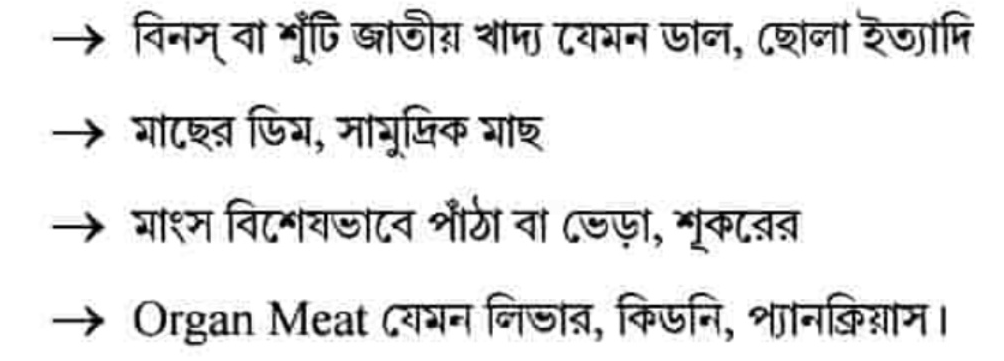 → বিনস্ বা শুঁটি জাতীয় খাদ্য যেমন ডাল, ছোলা ইত্যাদি
→ মাছের ডিম, সামুদ্রিক মাছ
→ মাংস বিশেষভাবে পাঁঠা বা ভেড়া, শূকরের
→ Organ Meat যেমন লিভার, কিডনি, প্যানক্রিয়াস।